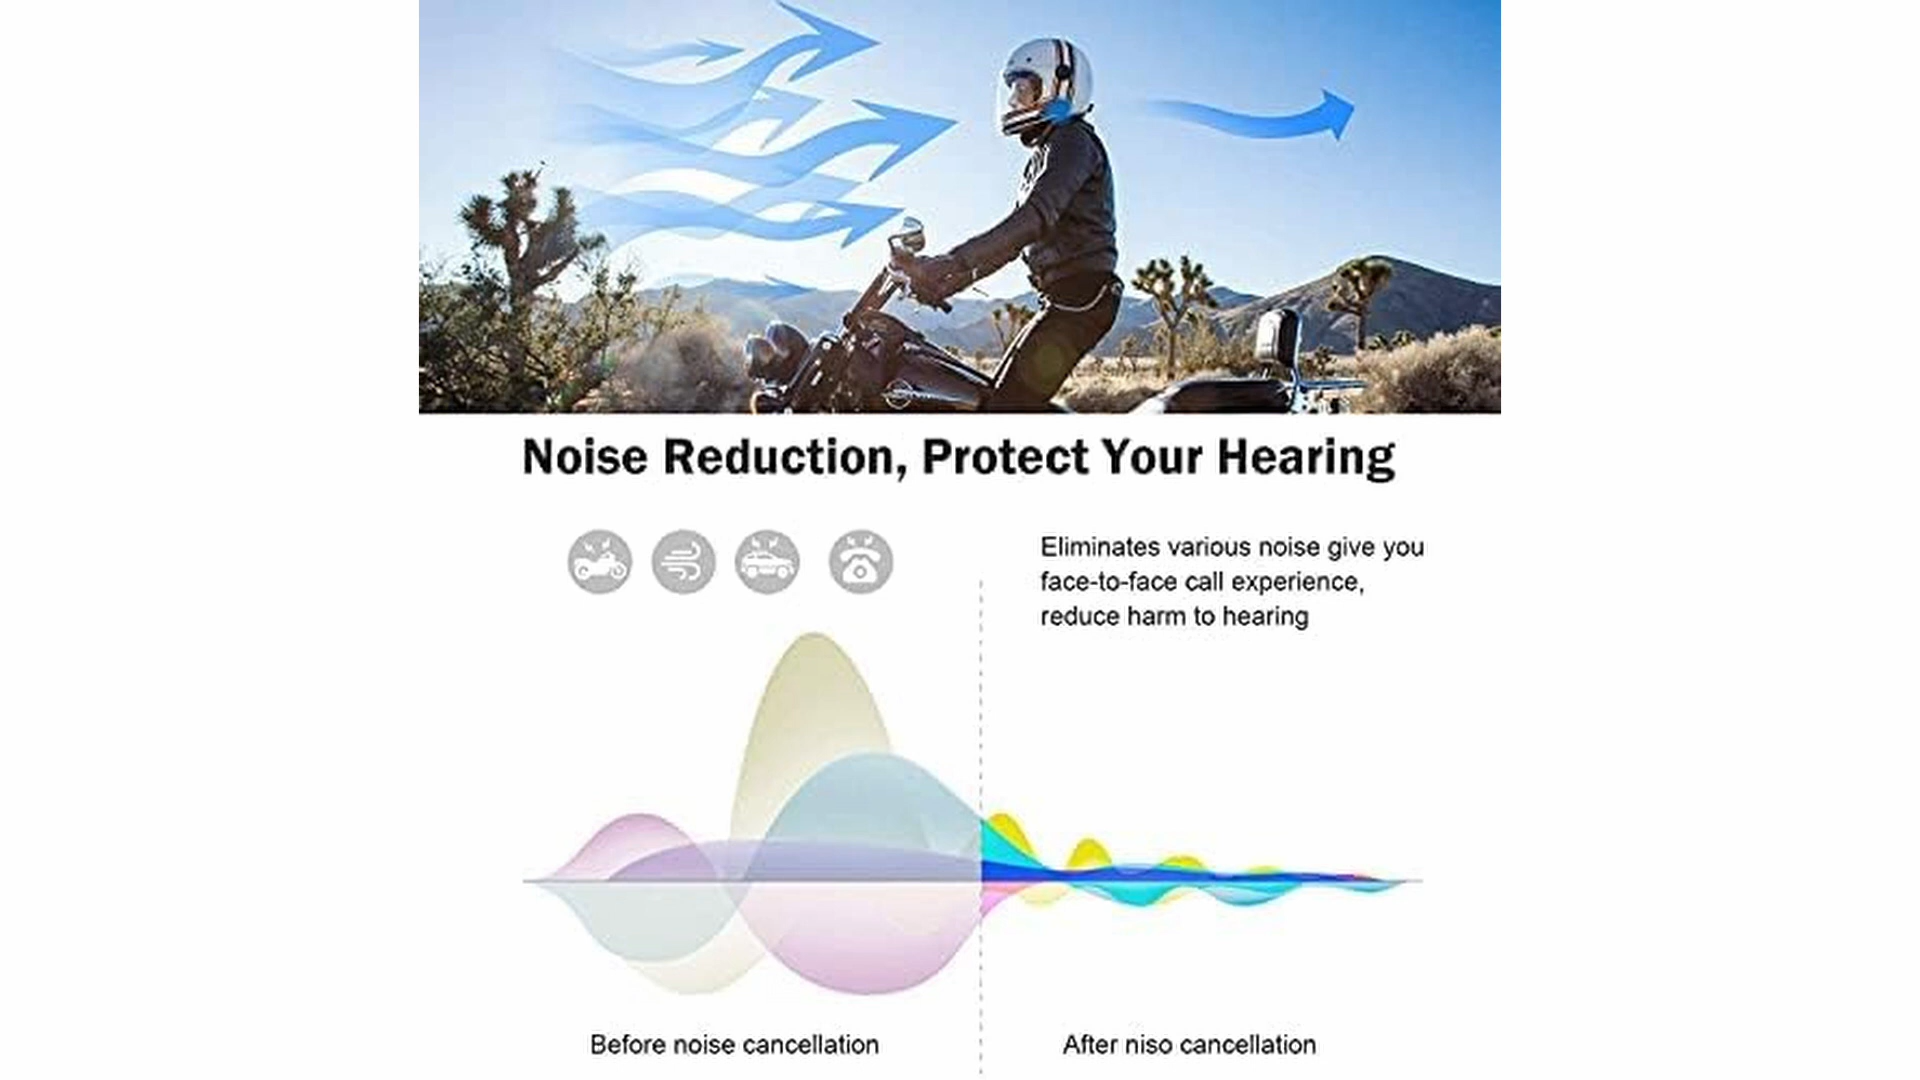 Noise Reduction, Protect Your Hearing
Eliminates various noise give you
face-to-face call experience,
reduce harm to hearing
Before noise cancellation
After niso cancellation